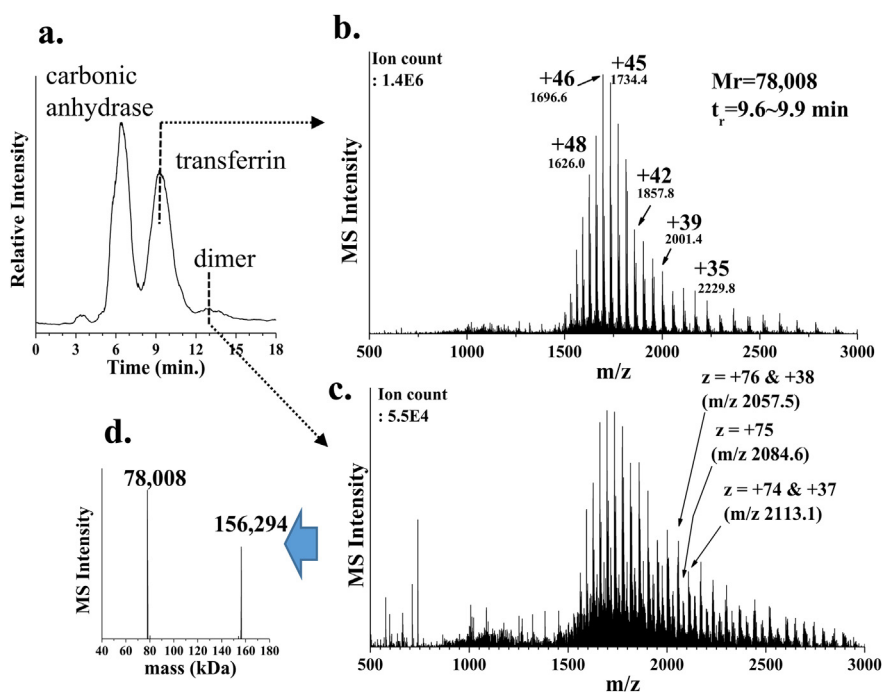 a.
carbonic
anhydrase
transferrin
dimer
Relative Intensity
0 3 6 9 12 15 18
Time (min.)
b.
Ion count
: 1.4E6
+46
1696.6
+45
1734.4
Mr=78,008
tr=9.6~9.9 min
+48
1626.0
+42
1857.8
+39
2001.4
+35
2229.8
MS Intensity
500 1000 1500 2000 2500 3000
m/z
c.
Ion count
: 5.5E4
z = +76 & +38
(m/z 2057.5)
z = +75
(m/z 2084.6)
z = +74 & +37
(m/z 2113.1)
MS Intensity
500 1000 1500 2000 2500 3000
m/z
d.
78,008
156,294
MS Intensity
40 60 80 100 120 140 160 180
mass (kDa)